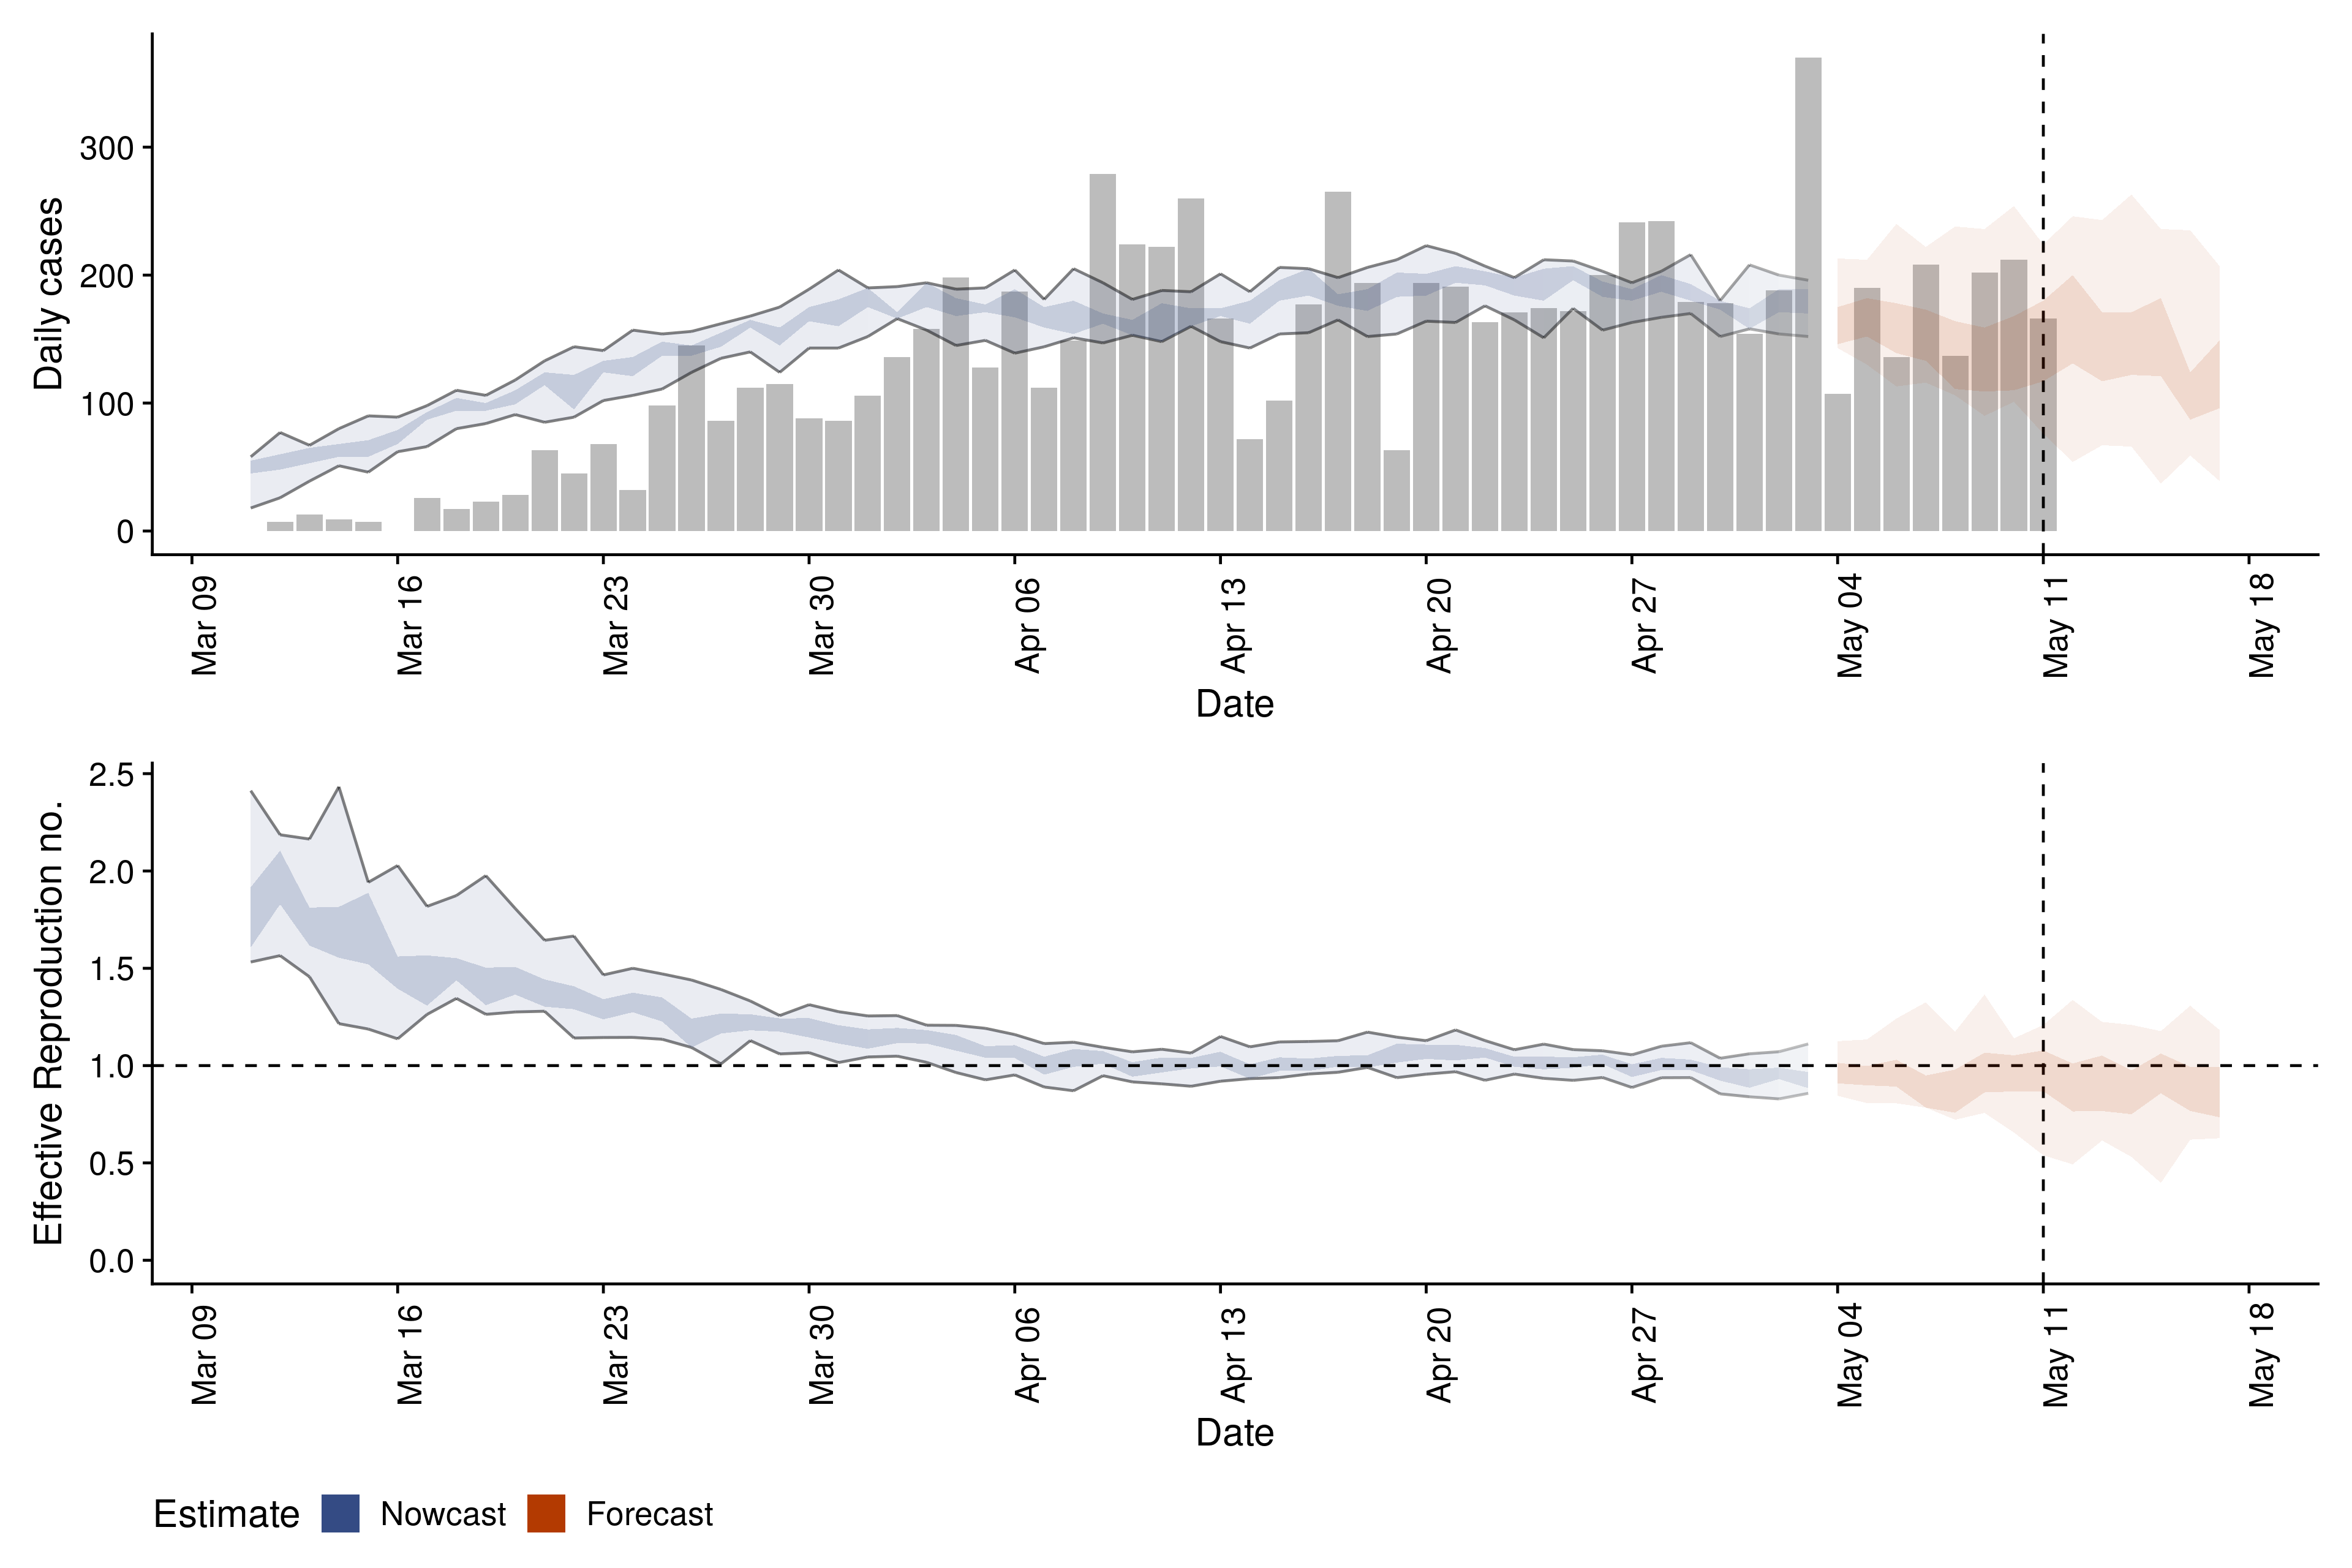 Daily cases
300
200
100
0
Mar 09
Mar 16
Mar 23
Mar 30
Apr 06
Apr 13
Apr 20
Apr 27
May 04
May 11
May 18
Date
Effective Reproduction no.
2.5
2.0
1.5
1.0
0.5
0.0
Mar 09
Mar 16
Mar 23
Mar 30
Apr 06
Apr 13
Apr 20
Apr 27
May 04
May 11
May 18
Date
Estimate Nowcast Forecast